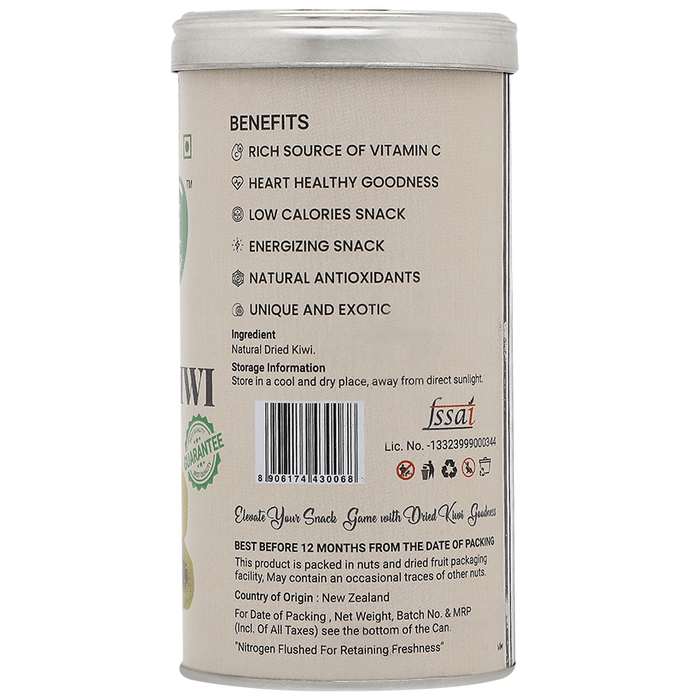 BENEFITS
RICH SOURCE OF VITAMIN C
TM
HEART HEALTHY GOODNESS
LOW CALORIES SNACK
ENERGIZING SNACK
NATURAL ANTIOXIDANTS
UNIQUE AND EXOTIC
Ingredient
Natural Dried Kiwi.
Storage Information
Store in a cool and dry place, away from direct sunlight.
IWI
GUARANTEE
fssai
Lic. No. -13323999000344
8 906174 430068
Elevate Your Snack Game with Dried Kiwi Goodness
BEST BEFORE 12 MONTHS FROM THE DATE OF PACKING
This product is packed in nuts and dried fruit packaging
facility, May contain an occasional traces of other nuts.
Country of Origin : New Zealand
For Date of Packing , Net Weight, Batch No. & MRP
(Incl. Of All Taxes) see the bottom of the Can.
"Nitrogen Flushed For Retaining Freshness"